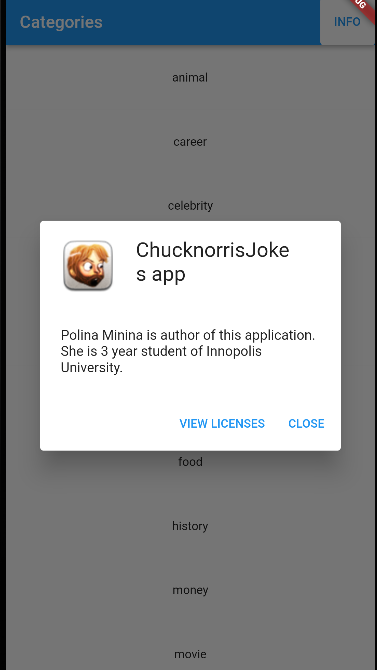 Categories
INFO
animal
career
celebrity
ChucknorrisJoke
s app
Polina Minina is author of this application.
She is 3 year student of Innopolis
University.
VIEW LICENSES CLOSE
food
history
money
movie